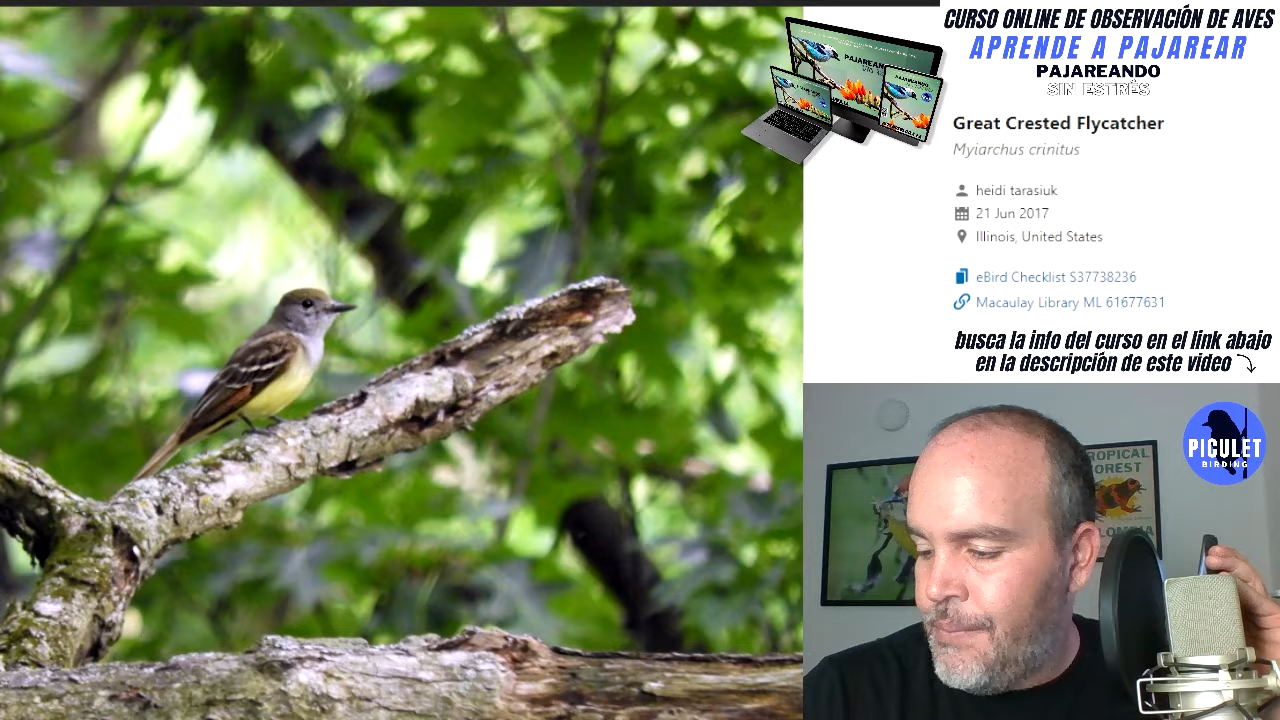 CURSO ONLINE DE OBSERVACIÓN DE AVES
APRENDE A PAJAREAR
PAJAREANDO
SIN ESTRÉS
Great Crested Flycatcher
Myiarchus crinitus
heidi tarasiuk
21 Jun 2017
Illinois, United States
eBird Checklist S37738236
Macaulay Library ML 61677631
busca la info del curso en el link abajo
en la descripción de este video
PICULET
BIRDING